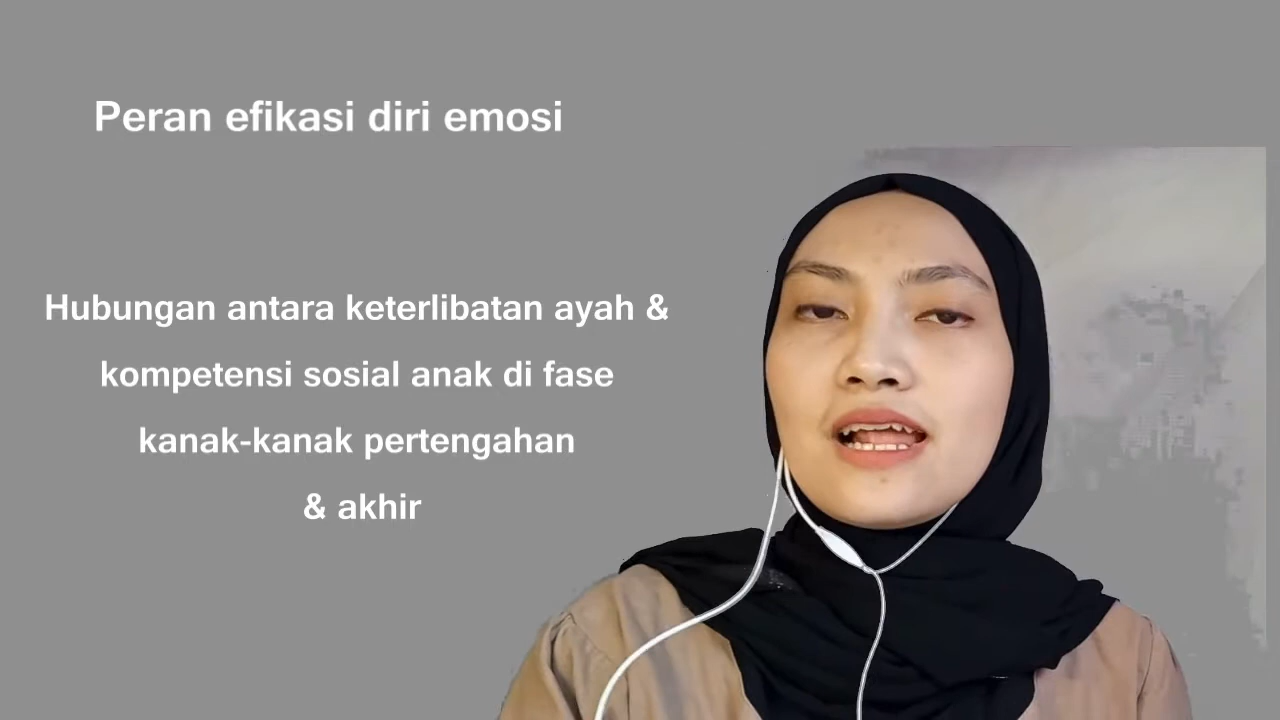 Peran efikasi diri emosi
Hubungan antara keterlibatan ayah &
kompetensi sosial anak di fase
kanak-kanak pertengahan
& akhir